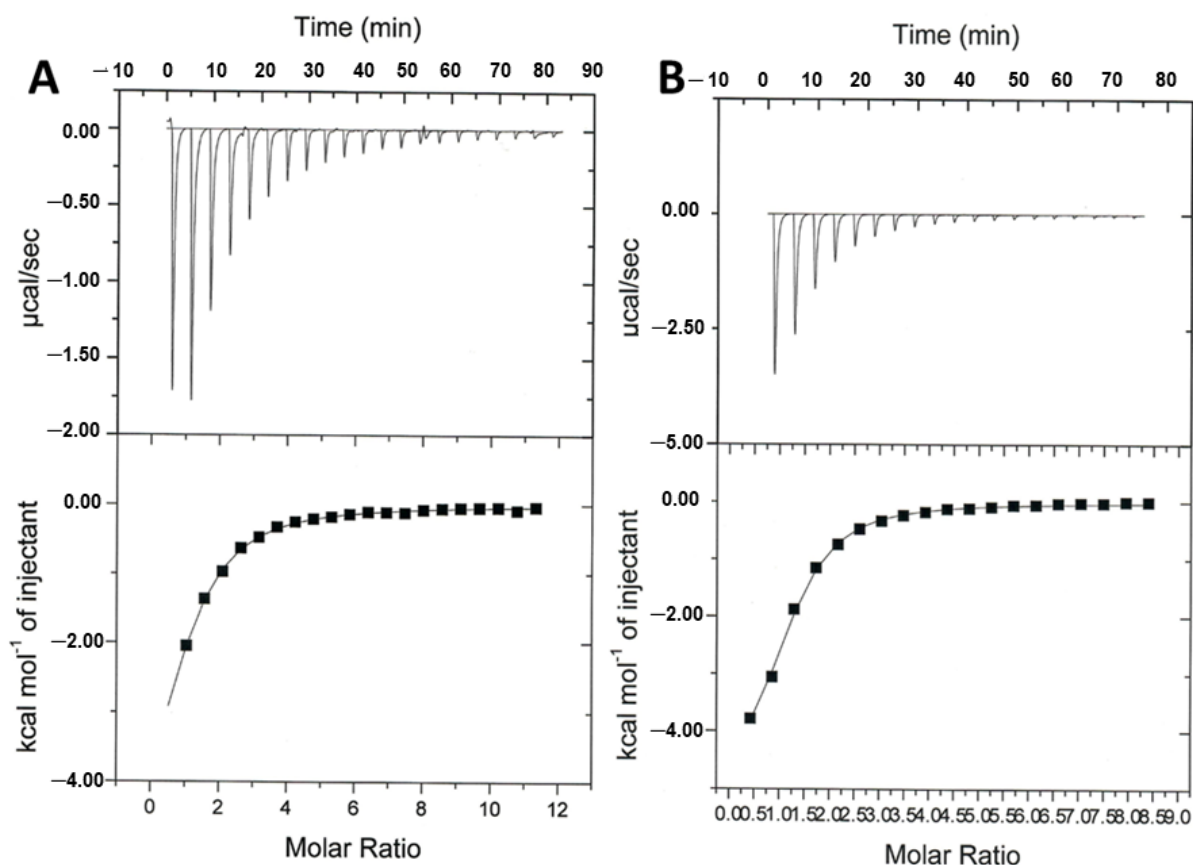 A
Time (min)
−10 0 10 20 30 40 50 60 70 80 90
0.00
−0.50
−1.00
−1.50
−2.00
µcal/sec
0.00
−2.00
−4.00
kcal mol⁻¹ of injectant
0 2 4 6 8 10 12
Molar Ratio
B
Time (min)
−10 0 10 20 30 40 50 60 70 80
0.00
−2.50
−5.00
µcal/sec
0.00
−2.00
−4.00
kcal mol⁻¹ of injectant
0.00.51.01.52.02.53.03.54.04.55.05.56.06.57.07.58.08.59.0
Molar Ratio